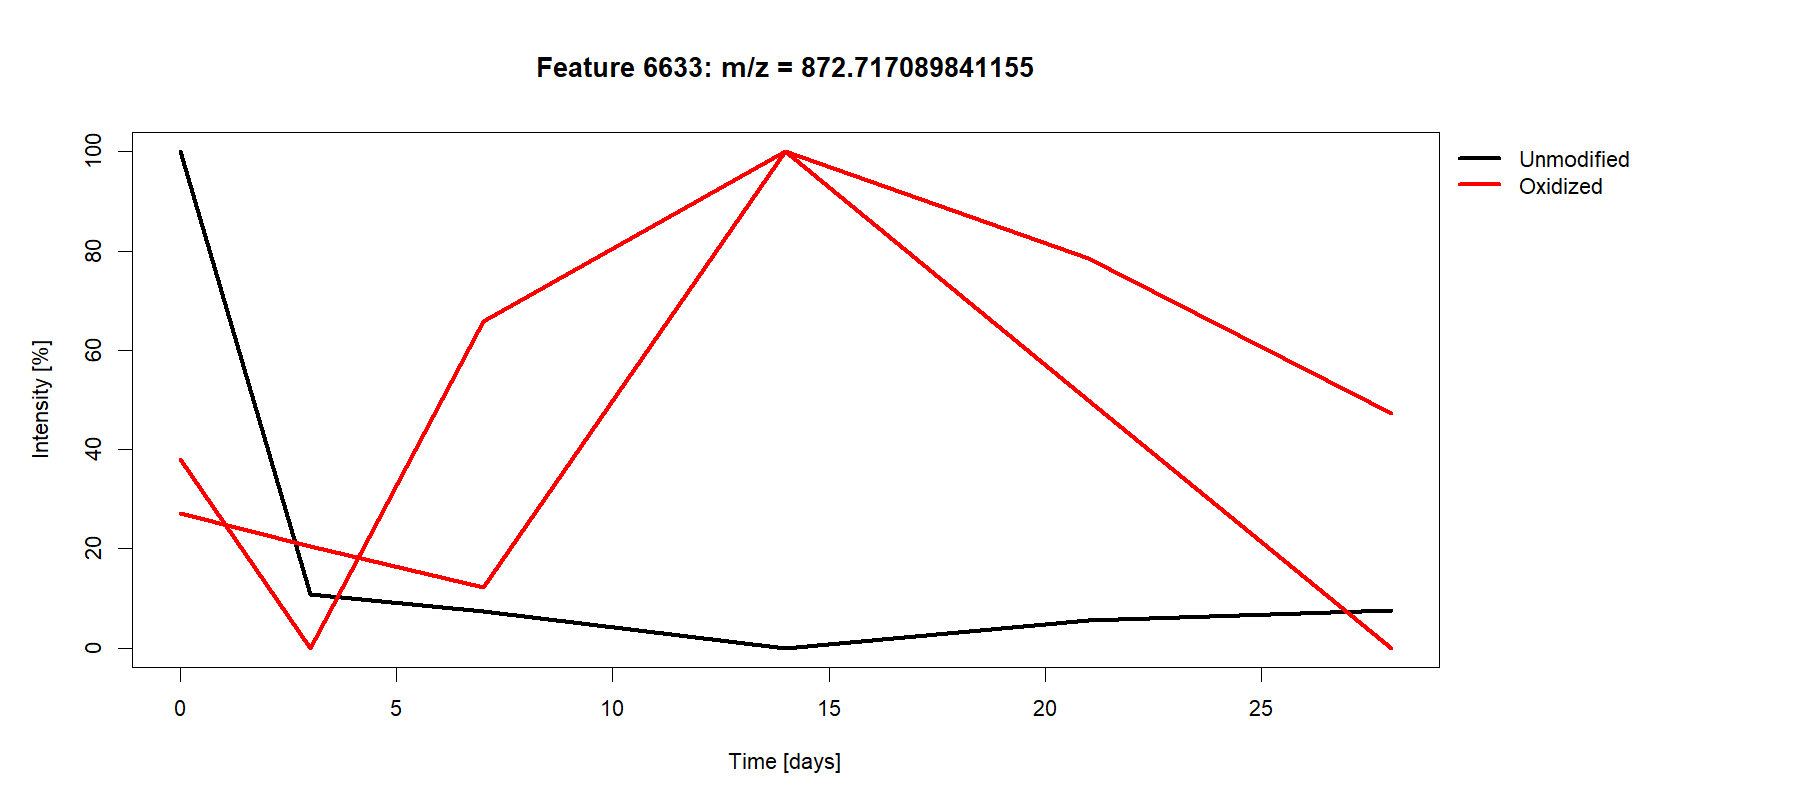 Feature 6633: m/z = 872.717089841155
Unmodified
Oxidized
Intensity [%]
100
80
60
40
20
0
0 5 10 15 20 25
Time [days]